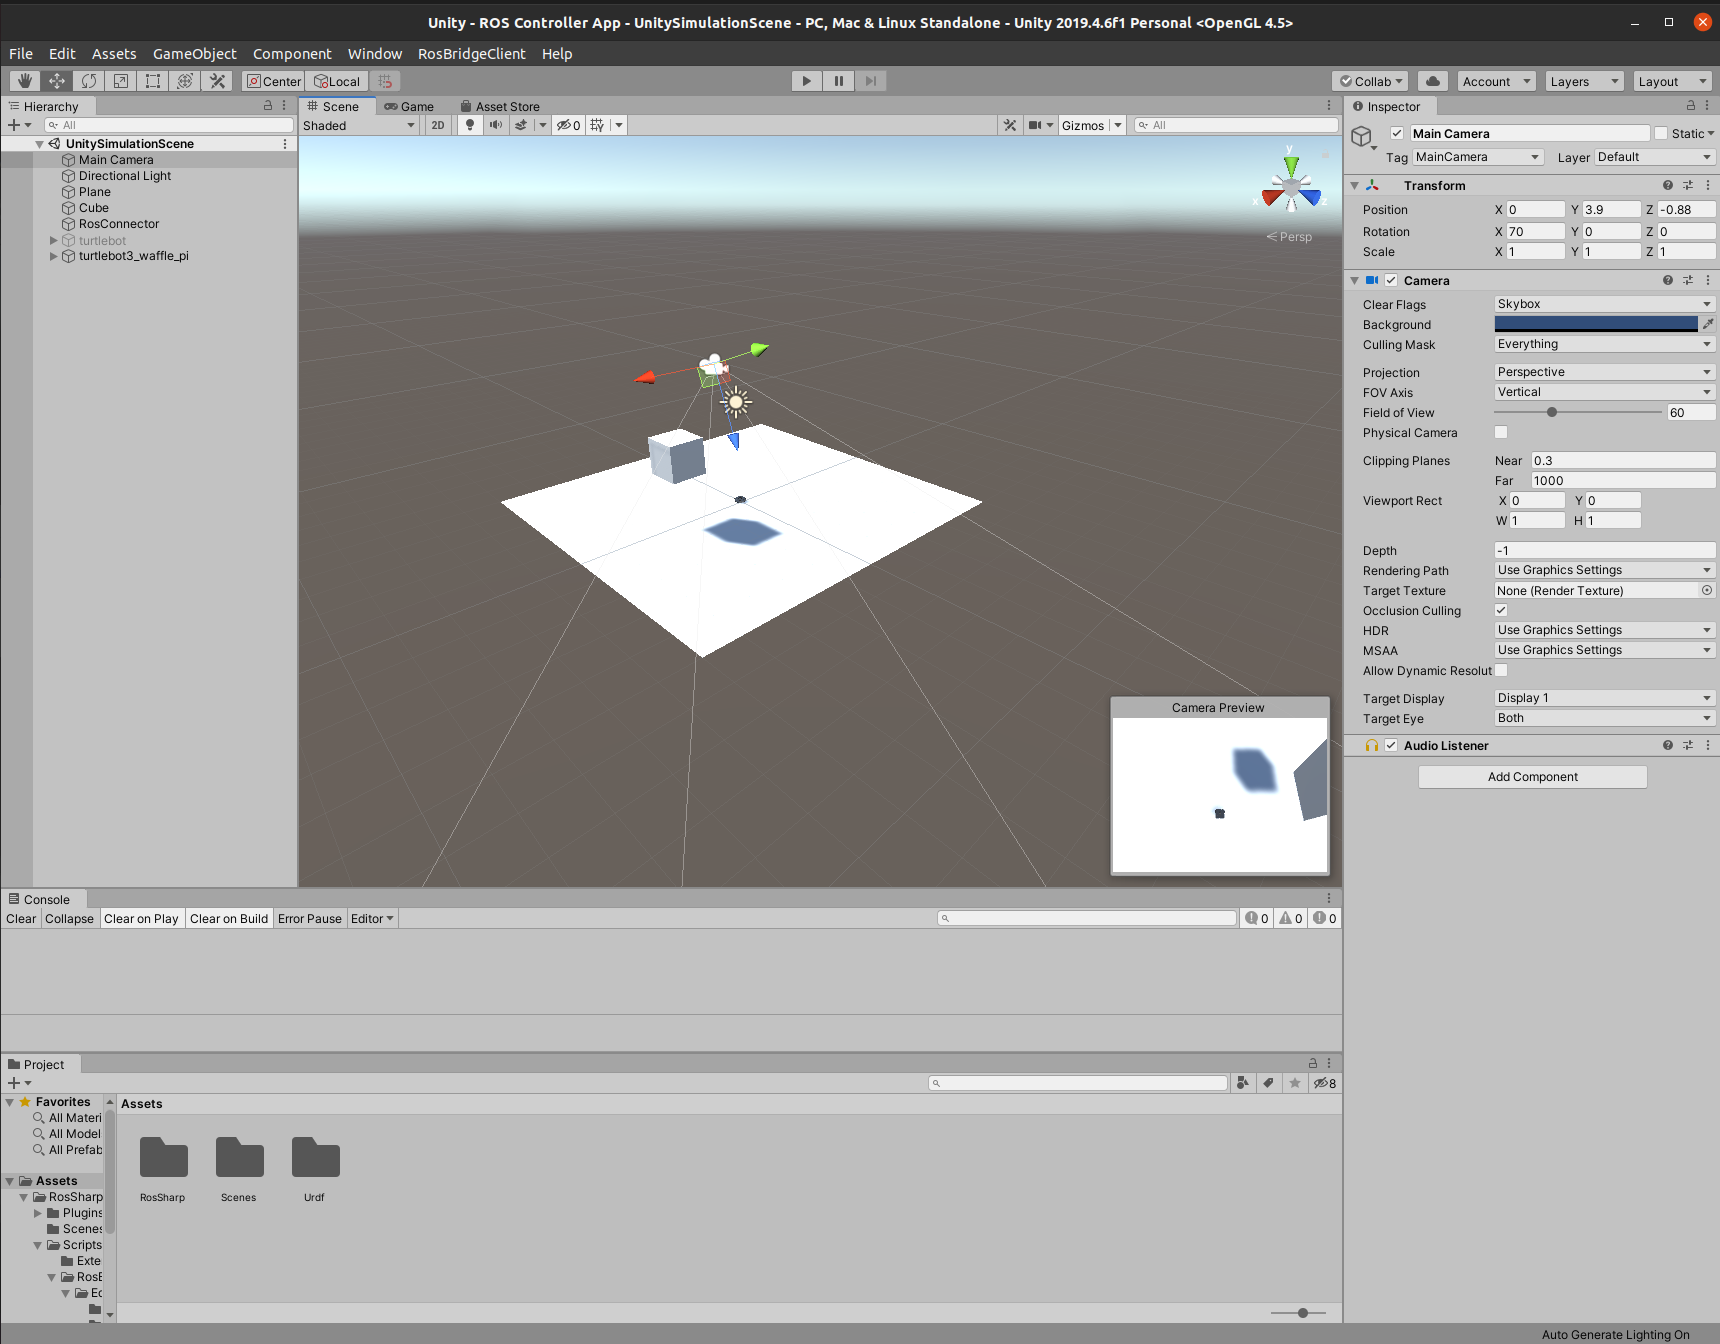 Unity - ROS Controller App - UnitySimulationScene - PC, Mac & Linux Standalone - Unity 2019.4.6f1 Personal <OpenGL 4.5>
File Edit Assets GameObject Component Window RosBridgeClient Help
Center Local Collab Account Layers Layout
Hierarchy
All
UnitySimulationScene
Main Camera
Directional Light
Plane
Cube
RosConnector
turtlebot
turtlebot3_waffle_pi
Scene Game Asset Store
Shaded 2D 0 Gizmos All
y
x z
Persp
Camera Preview
Inspector
Main Camera Static
Tag MainCamera Layer Default
Transform
Position X 0 Y 3.9 Z -0.88
Rotation X 70 Y 0 Z 0
Scale X 1 Y 1 Z 1
Camera
Clear Flags Skybox
Background
Culling Mask Everything
Projection Perspective
FOV Axis Vertical
Field of View 60
Physical Camera
Clipping Planes Near 0.3
Far 1000
Viewport Rect X 0 Y 0
W 1 H 1
Depth -1
Rendering Path Use Graphics Settings
Target Texture None (Render Texture)
Occlusion Culling
HDR Use Graphics Settings
MSAA Use Graphics Settings
Allow Dynamic Resolut
Target Display Display 1
Target Eye Both
Audio Listener
Add Component
Console
Clear Collapse Clear on Play Clear on Build Error Pause Editor 0 0 0
Project
8
Favorites
All Materi
All Model
All Prefab
Assets
RosSharp
Plugins
Scenes
Scripts
Exte
RosE
Ec
Assets
RosSharp Scenes Urdf
Auto Generate Lighting On